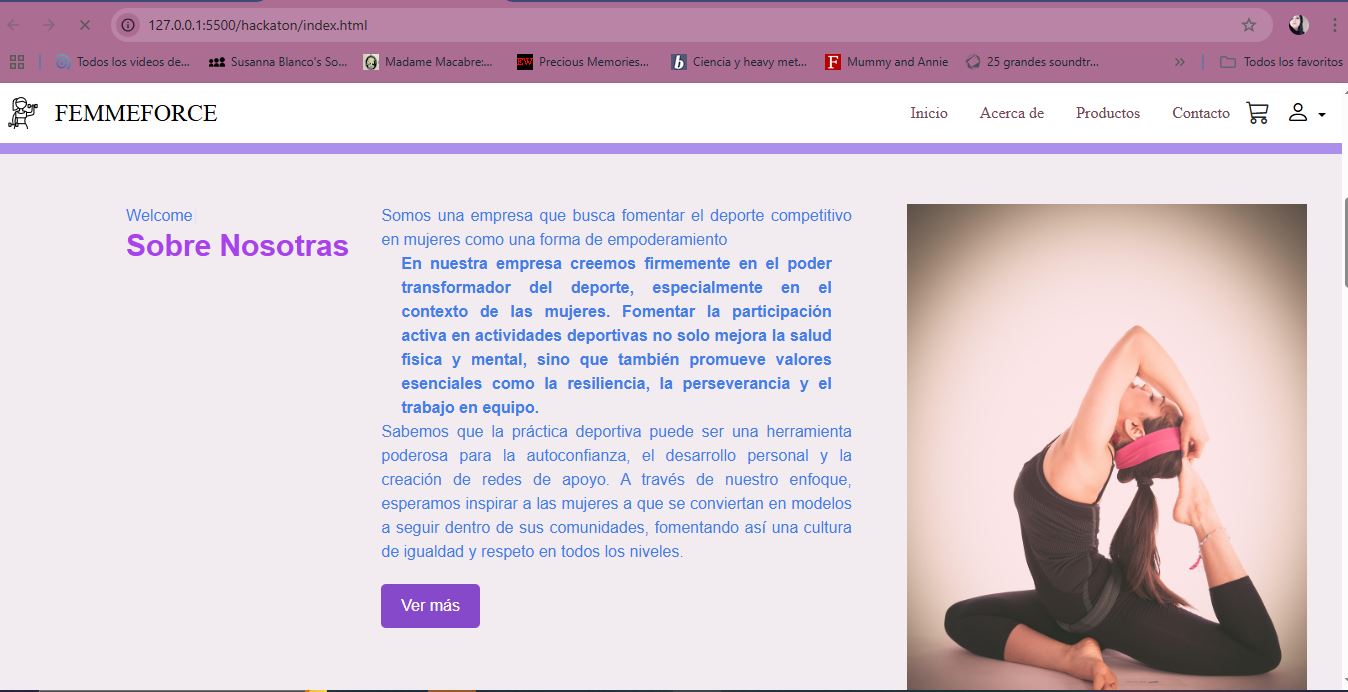 127.0.0.1:5500/hackaton/index.html
Todos los videos de...
Susanna Blanco's So...
Madame Macabre:...
EW
Precious Memories...
b
Ciencia y heavy met...
F
Mummy and Annie
25 grandes soundtr...
»
Todos los favoritos
FEMMEFORCE
Inicio
Acerca de
Productos
Contacto
Welcome
Sobre Nosotras
Somos una empresa que busca fomentar el deporte competitivo
en mujeres como una forma de empoderamiento
En nuestra empresa creemos firmemente en el poder
transformador del deporte, especialmente en el
contexto de las mujeres. Fomentar la participación
activa en actividades deportivas no solo mejora la salud
física y mental, sino que también promueve valores
esenciales como la resiliencia, la perseverancia y el
trabajo en equipo.
Sabemos que la práctica deportiva puede ser una herramienta
poderosa para la autoconfianza, el desarrollo personal y la
creación de redes de apoyo. A través de nuestro enfoque,
esperamos inspirar a las mujeres a que se conviertan en modelos
a seguir dentro de sus comunidades, fomentando así una cultura
de igualdad y respeto en todos los niveles.
Ver más